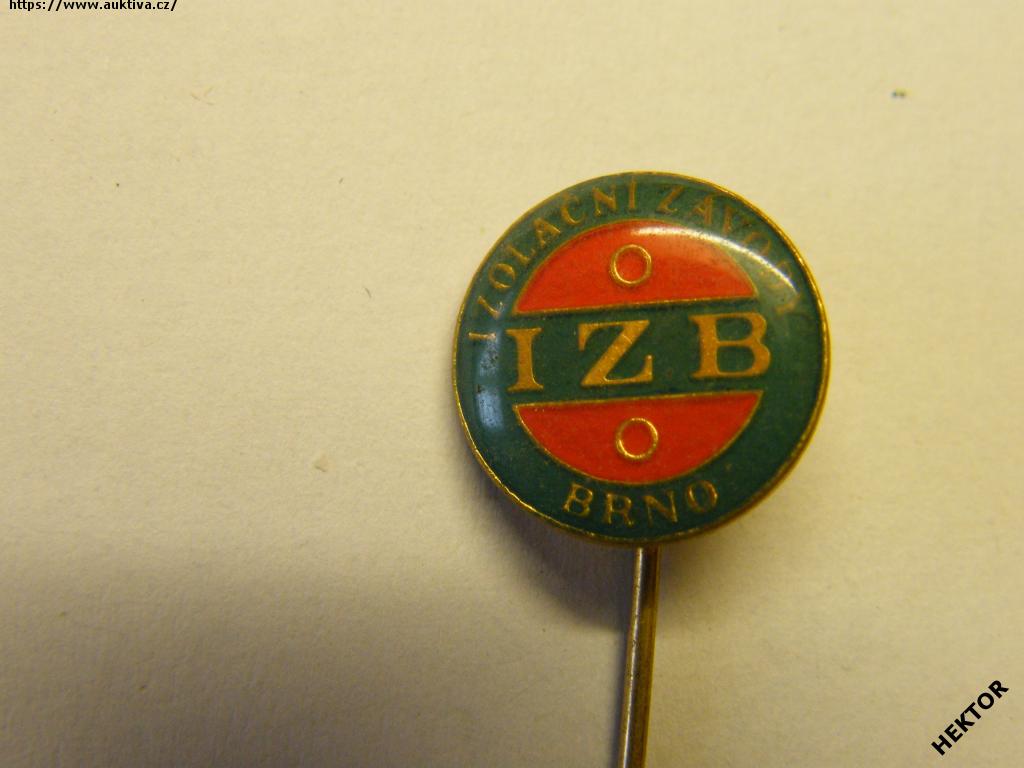 https://www.auktiva.cz/
IZOLAČNÍ ZÁVODY
IZB
BRNO
HEKTOR